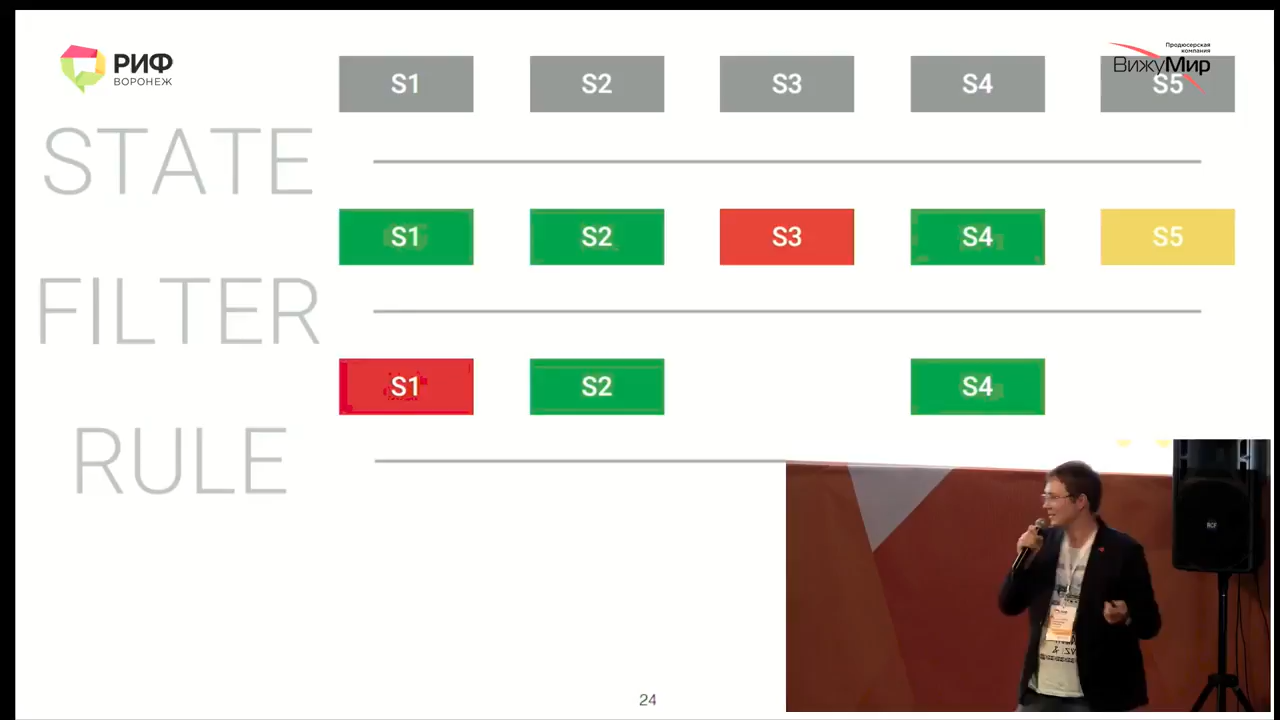 РИФ
ВОРОНЕЖ
Продюсерская
компания
ВижуМир
S1 S2 S3 S4 S5
STATE
S1 S2 S3 S4 S5
FILTER
S1 S2 S4
RULE
RCF
24